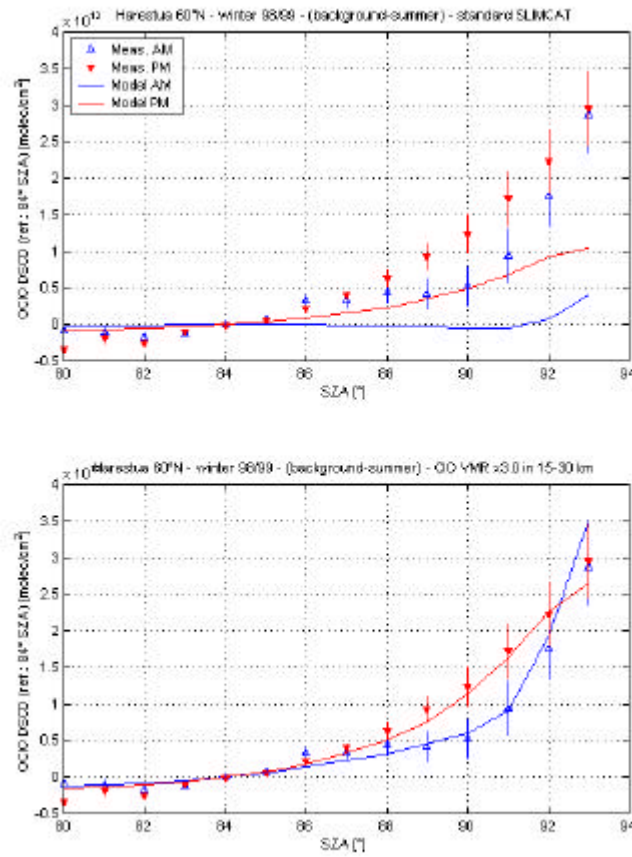 x 10^13 Harestua 60°N - winter 98/99 - (background-summer) - standard SLIMCAT
Meas. AM
Meas. PM
Model AM
Model PM
OClO DSCD (ref : 84° SZA) [molec/cm²]
4
3.5
3
2.5
2
1.5
1
0.5
0
-0.5
80 82 84 86 88 90 92 94
SZA [°]
x 10 Harestua 60°N - winter 98/99 - (background-summer) - VMR x3.0 in 15-30 km
OClO DSCD (ref : 84° SZA) [molec/cm²]
4
3.5
3
2.5
2
1.5
1
0.5
0
-0.5
80 82 84 86 88 90 92 94
SZA [°]